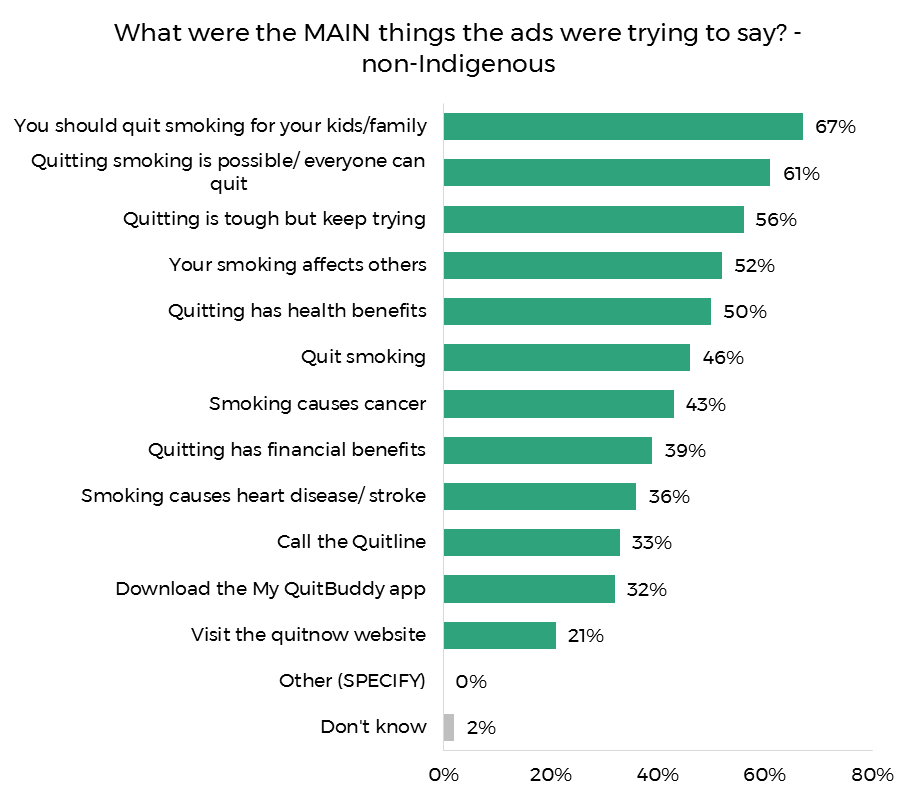 What were the MAIN things the ads were trying to say? -
non-Indigenous
You should quit smoking for your kids/family
67%
Quitting smoking is possible/ everyone can
quit
61%
Quitting is tough but keep trying
56%
Your smoking affects others
52%
Quitting has health benefits
50%
Quit smoking
46%
Smoking causes cancer
43%
Quitting has financial benefits
39%
Smoking causes heart disease/ stroke
36%
Call the Quitline
33%
Download the My QuitBuddy app
32%
Visit the quitnow website
21%
Other (SPECIFY)
0%
Don't know
2%
0% 20% 40% 60% 80%